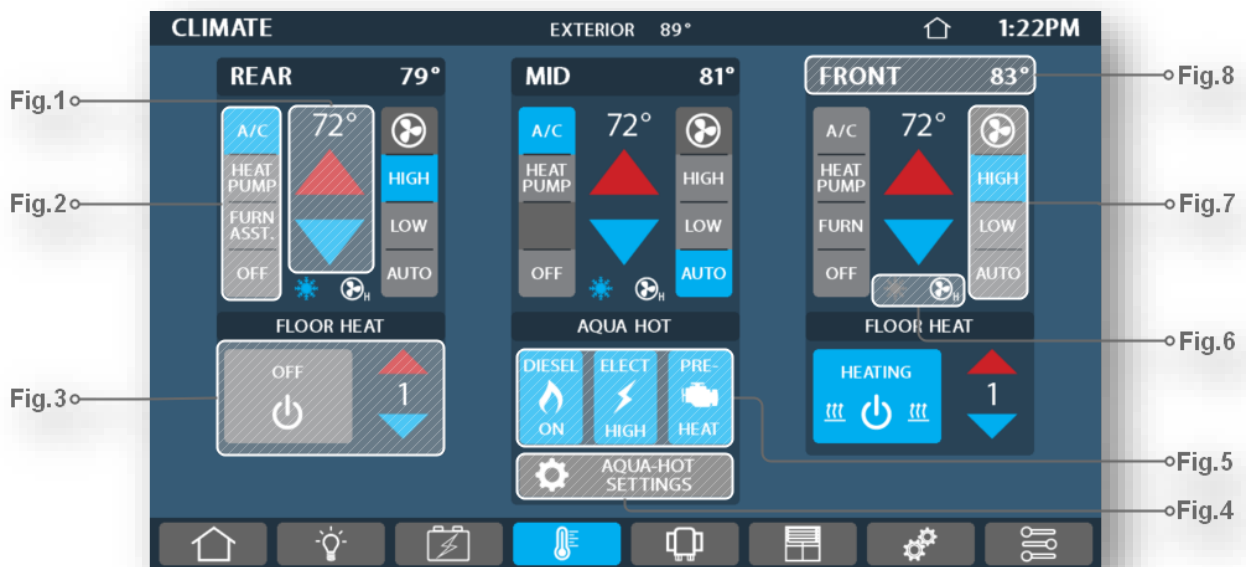 CLIMATE EXTERIOR 89° 1:22PM
REAR 79° MID 81° FRONT 83°
Fig.1
Fig.2
Fig.3
Fig.8
Fig.7
Fig.6
Fig.5
Fig.4
A/C
HEAT
PUMP
FURN
ASST.
OFF
72°
HIGH
LOW
AUTO
H
FLOOR HEAT
OFF
1
A/C
HEAT
PUMP
OFF
72°
HIGH
LOW
AUTO
H
AQUA HOT
DIESEL ELECT PRE-
ON HIGH HEAT
AQUA-HOT
SETTINGS
A/C
HEAT
PUMP
FURN
OFF
72°
HIGH
LOW
AUTO
H
FLOOR HEAT
HEATING
1